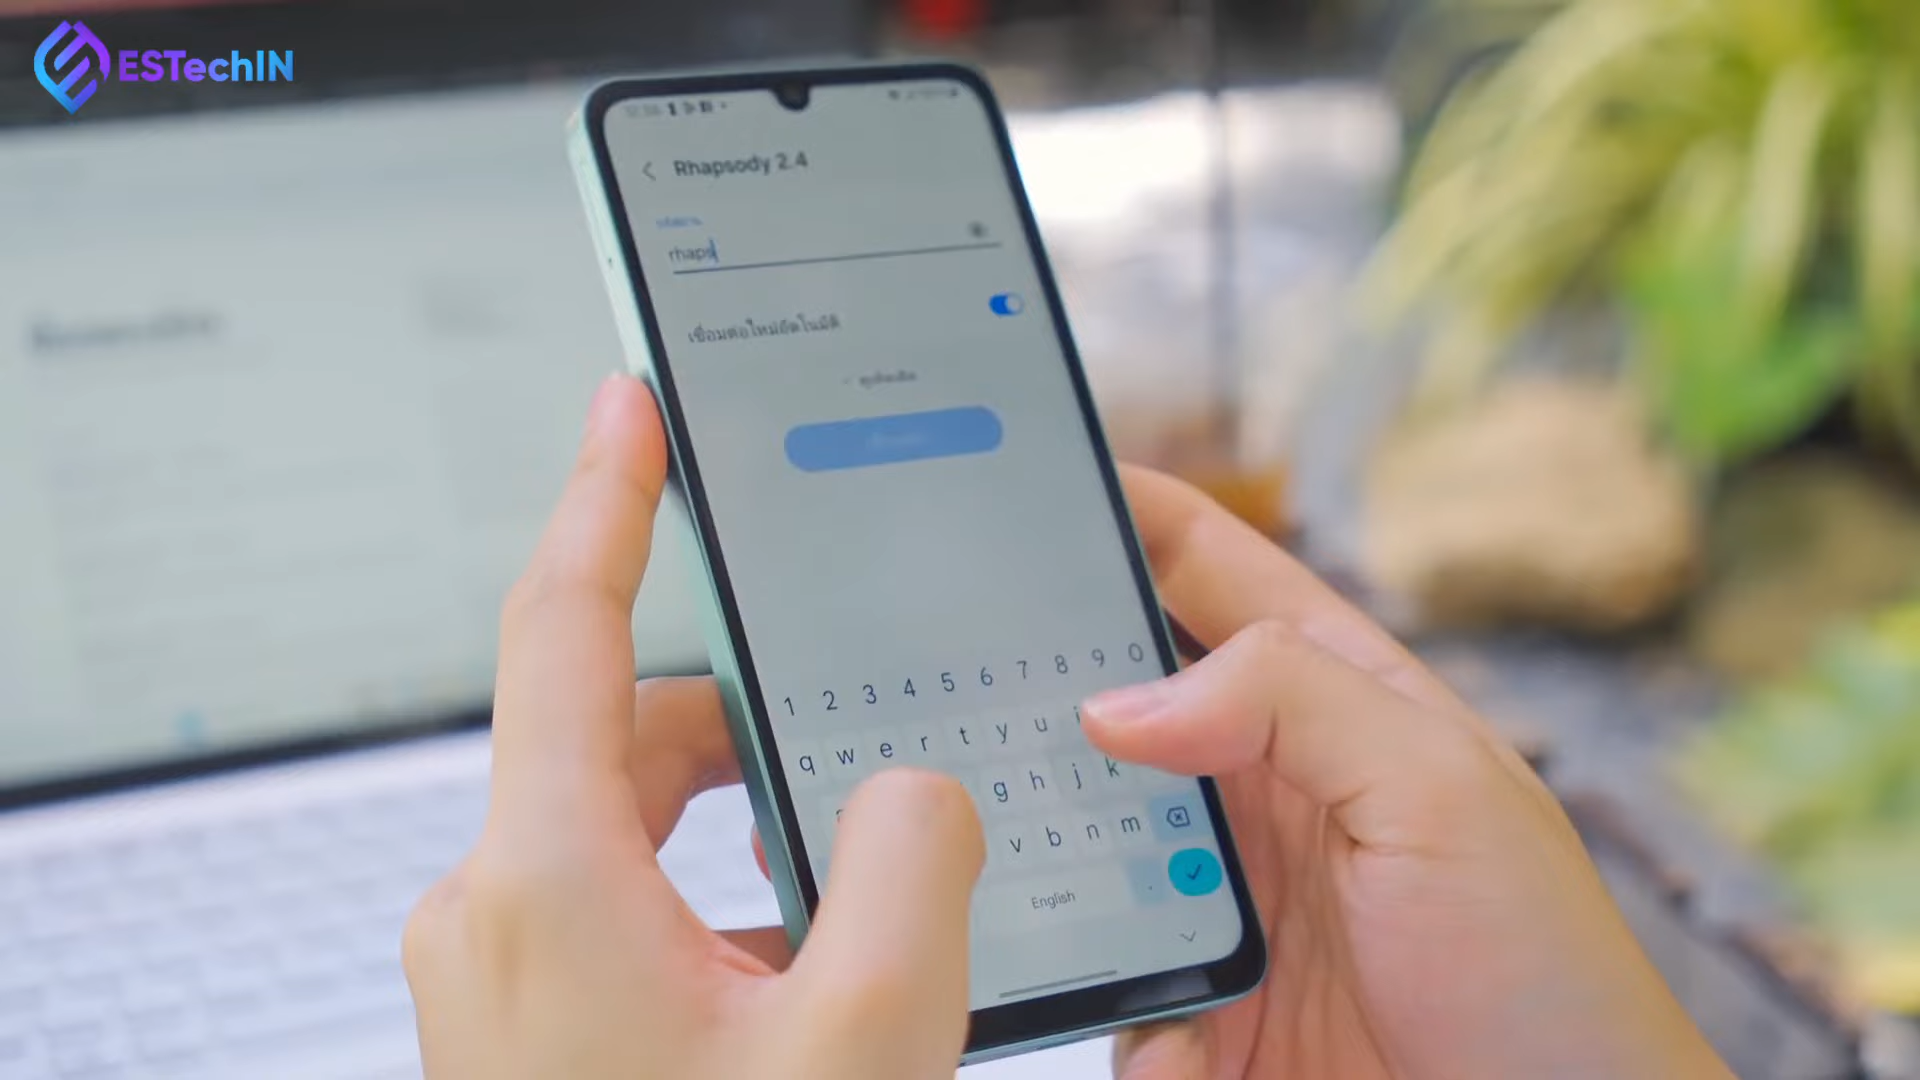 ESTechIN
Rhapsody 2.4
rhaps
เชื่อมต่อใหม่อัตโนมัติ
1 2 3 4 5 6 7 8 9 0
q w e r t y u i
g h j k
v b n m
English .